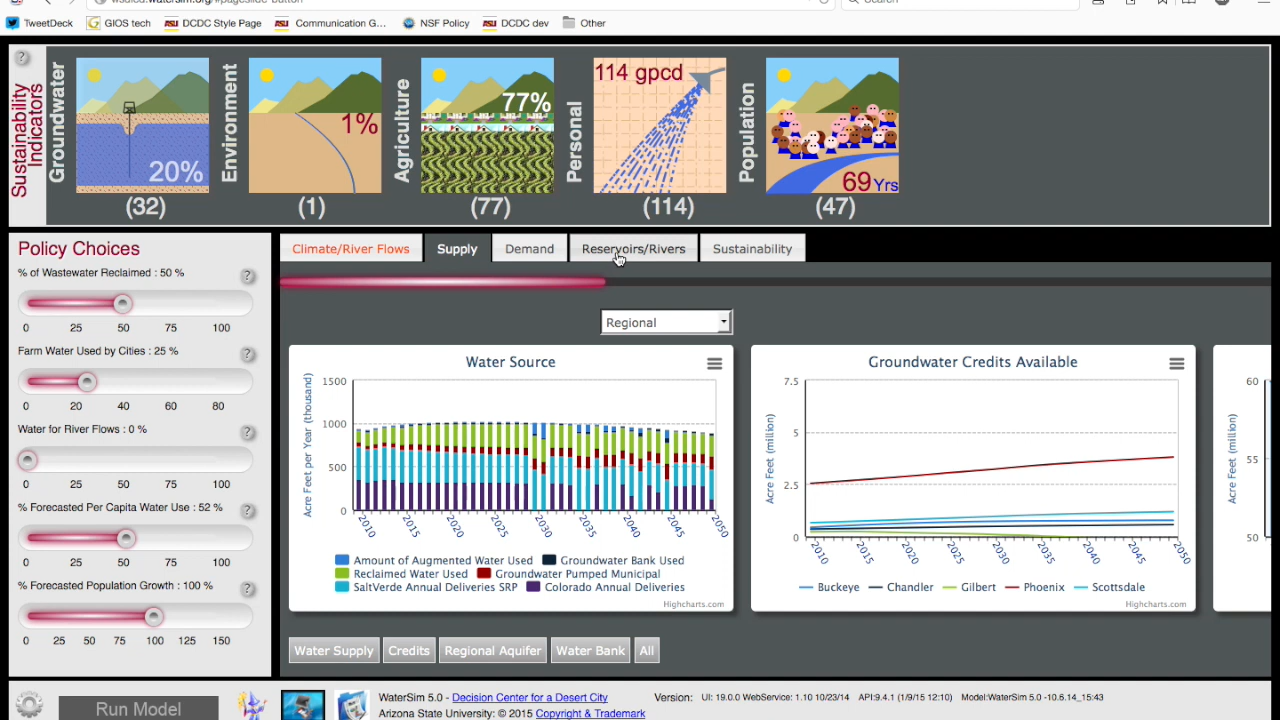 Search
TweetDeck GIOS tech DCDC Style Page Communication G... NSF Policy DCDC dev Other
Sustainability Indicators
Groundwater
20%
(32)
Environment
1%
(1)
Agriculture
77%
(77)
Personal
114 gpcd
(114)
Population
69 Yrs
(47)
Policy Choices
% of Wastewater Reclaimed : 50 %
0 25 50 75 100
Farm Water Used by Cities : 25 %
0 20 40 60 80
Water for River Flows : 0 %
0 25 50 75 100
% Forecasted Per Capita Water Use : 52 %
0 25 50 75 100
% Forecasted Population Growth : 100 %
0 25 50 75 100 125 150
Climate/River Flows Supply Demand Reservoirs/Rivers Sustainability
Regional
Water Source
Acre Feet per Year (thousand)
1500
1000
500
0
2010 2015 2020 2025 2030 2035 2040 2045 2050
Amount of Augmented Water Used Groundwater Bank Used
Reclaimed Water Used Groundwater Pumped Municipal
SaltVerde Annual Deliveries SRP Colorado Annual Deliveries
Highcharts.com
Groundwater Credits Available
Acre Feet (million)
7.5
5
2.5
0
2010 2015 2020 2025 2030 2035 2040 2045 2050
Buckeye Chandler Gilbert Phoenix Scottsdale
Highcharts.com
Acre Feet (million)
60
55
50
Water Supply Credits Regional Aquifer Water Bank All
Run Model
WaterSim 5.0 - Decision Center for a Desert City
Arizona State University: © 2015 Copyright & Trademark
Version: UI: 19.0.0 WebService: 1.10 10/23/14 API:9.4.1 (1/9/15 12:10) Model:WaterSim 5.0 -10.6.14_15:43